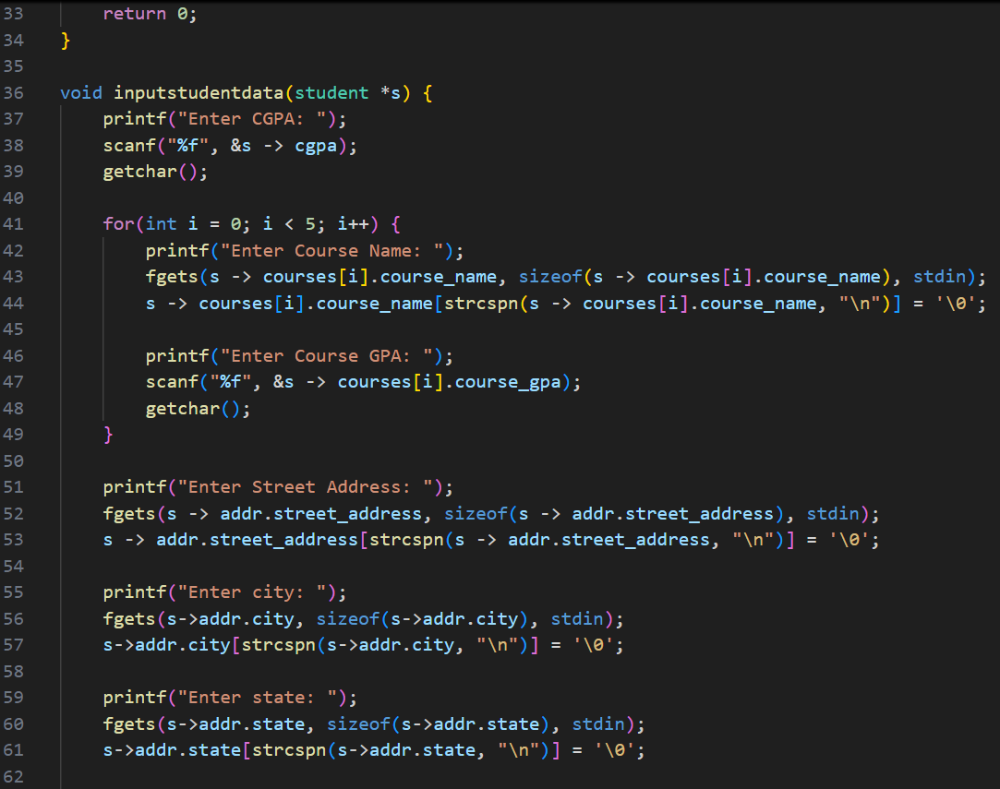 33 return 0;
34 }
35
36 void inputstudentdata(student *s) {
37 printf("Enter CGPA: ");
38 scanf("%f", &s -> cgpa);
39 getchar();
40
41 for(int i = 0; i < 5; i++) {
42 printf("Enter Course Name: ");
43 fgets(s -> courses[i].course_name, sizeof(s -> courses[i].course_name), stdin);
44 s -> courses[i].course_name[strcspn(s -> courses[i].course_name, "\n")] = '\0';
45
46 printf("Enter Course GPA: ");
47 scanf("%f", &s -> courses[i].course_gpa);
48 getchar();
49 }
50
51 printf("Enter Street Address: ");
52 fgets(s -> addr.street_address, sizeof(s -> addr.street_address), stdin);
53 s -> addr.street_address[strcspn(s -> addr.street_address, "\n")] = '\0';
54
55 printf("Enter city: ");
56 fgets(s->addr.city, sizeof(s->addr.city), stdin);
57 s->addr.city[strcspn(s->addr.city, "\n")] = '\0';
58
59 printf("Enter state: ");
60 fgets(s->addr.state, sizeof(s->addr.state), stdin);
61 s->addr.state[strcspn(s->addr.state, "\n")] = '\0';
62